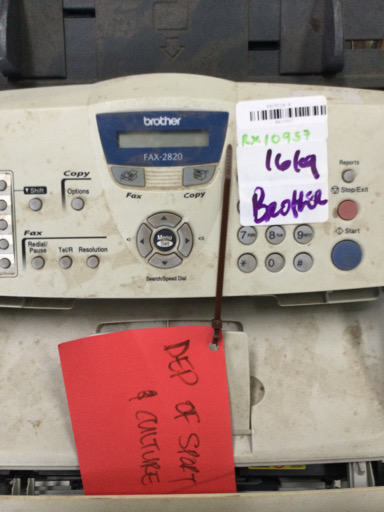 brother
FAX-2820
Fax
Copy
RX10957
16kg
Brother
Copy
Shift
Options
Reports
Stop/Exit
Start
Fax
Redial/
Pause
Tel/R
Resolution
Menu
Set
Search/Speed Dial
7
8
9
0
#
DEP OF SPORT
& CULTURE